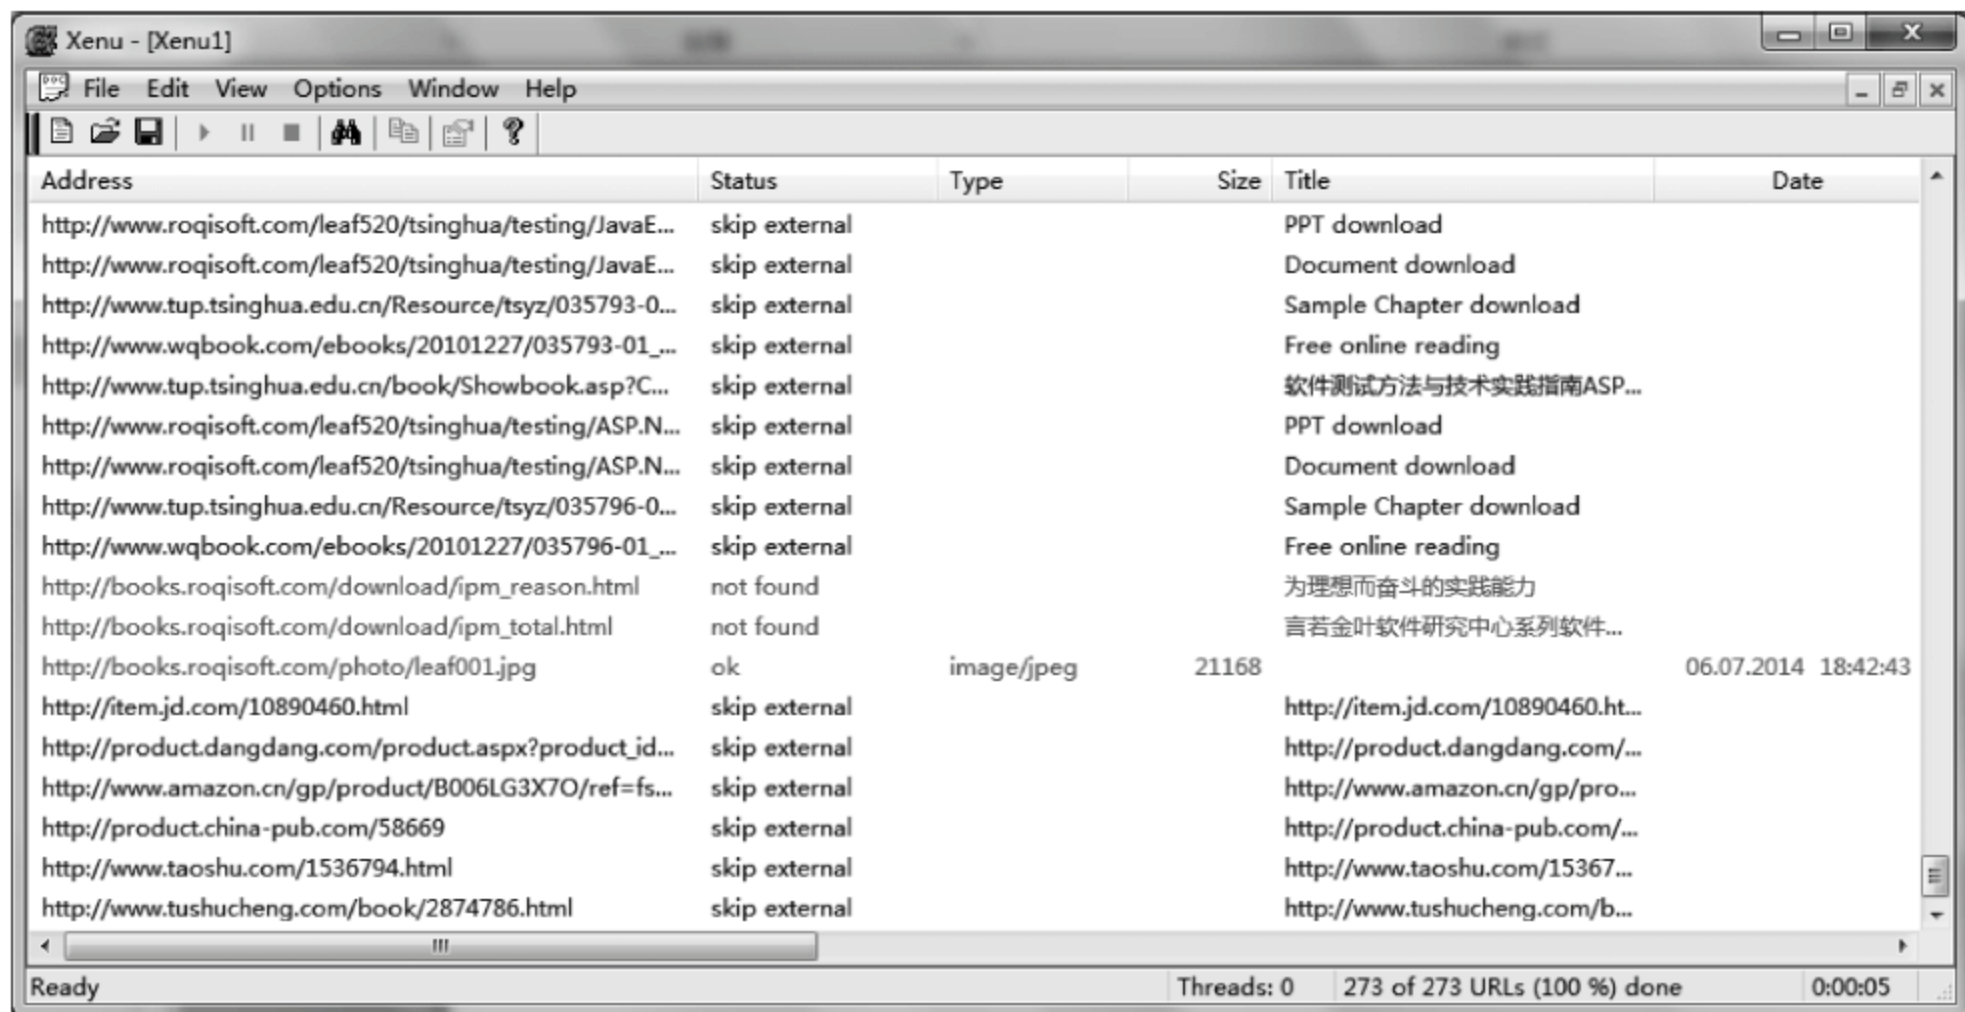 Xenu - [Xenu1]
File Edit View Options Window Help
Address Status Type Size Title Date
http://www.roqisoft.com/leaf520/tsinghua/testing/JavaE... skip external PPT download
http://www.roqisoft.com/leaf520/tsinghua/testing/JavaE... skip external Document download
http://www.tup.tsinghua.edu.cn/Resource/tsyz/035793-0... skip external Sample Chapter download
http://www.wqbook.com/ebooks/20101227/035793-01_... skip external Free online reading
http://www.tup.tsinghua.edu.cn/book/Showbook.asp?C... skip external 软件测试方法与技术实践指南ASP...
http://www.roqisoft.com/leaf520/tsinghua/testing/ASP.N... skip external PPT download
http://www.roqisoft.com/leaf520/tsinghua/testing/ASP.N... skip external Document download
http://www.tup.tsinghua.edu.cn/Resource/tsyz/035796-0... skip external Sample Chapter download
http://www.wqbook.com/ebooks/20101227/035796-01_... skip external Free online reading
http://books.roqisoft.com/download/ipm_reason.html not found 为理想而奋斗的实践能力
http://books.roqisoft.com/download/ipm_total.html not found 言若金叶软件研究中心系列软件...
http://books.roqisoft.com/photo/leaf001.jpg ok image/jpeg 21168 06.07.2014 18:42:43
http://item.jd.com/10890460.html skip external http://item.jd.com/10890460.ht...
http://product.dangdang.com/product.aspx?product_id... skip external http://product.dangdang.com/...
http://www.amazon.cn/gp/product/B006LG3X7O/ref=fs... skip external http://www.amazon.cn/gp/pro...
http://product.china-pub.com/58669 skip external http://product.china-pub.com/...
http://www.taoshu.com/1536794.html skip external http://www.taoshu.com/15367...
http://www.tushucheng.com/book/2874786.html skip external http://www.tushucheng.com/b...
Ready Threads: 0 273 of 273 URLs (100 %) done 0:00:05